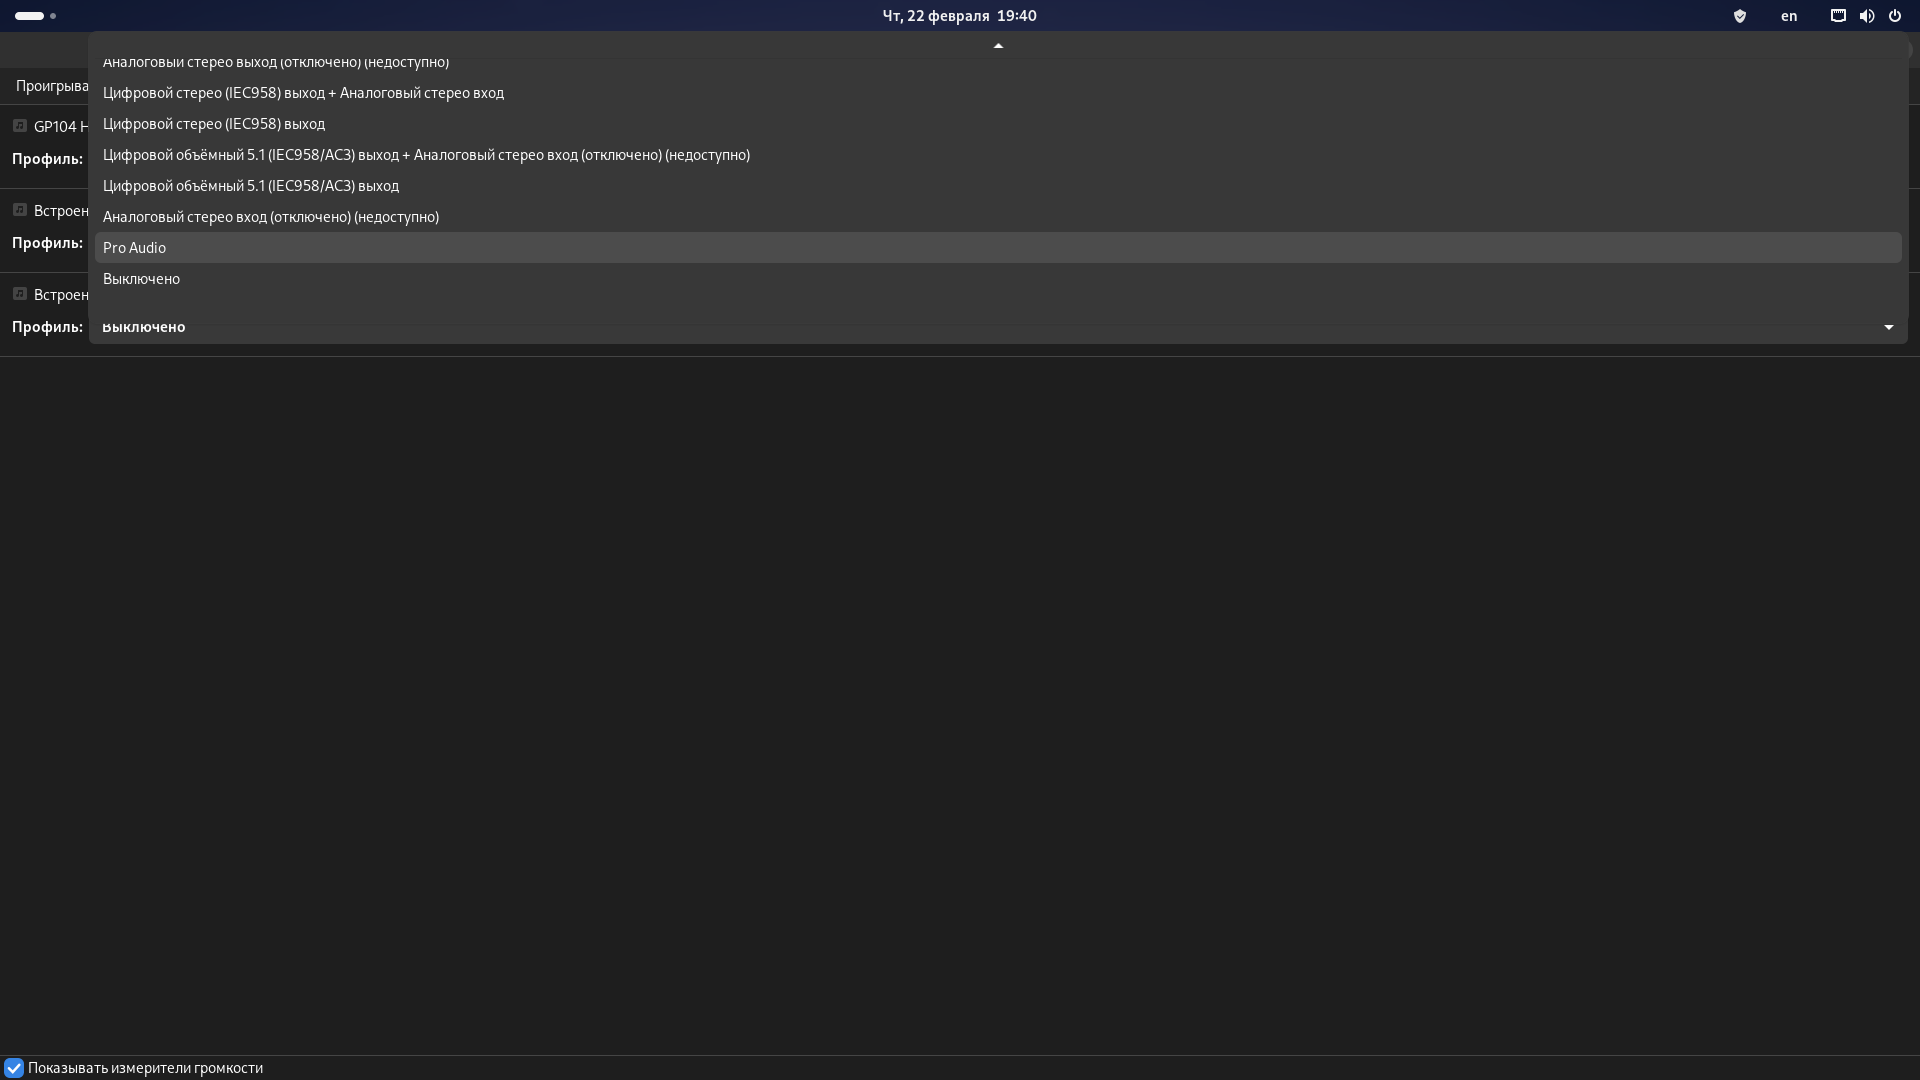 Чт, 22 февраля 19:40
en
Аналоговый стерео выход (отключено) (недоступно)
Проигрыва
Цифровой стерео (IEC958) выход + Аналоговый стерео вход
GP104 H
Цифровой стерео (IEC958) выход
Профиль:
Цифровой объёмный 5.1 (IEC958/AC3) выход + Аналоговый стерео вход (отключено) (недоступно)
Цифровой объёмный 5.1 (IEC958/AC3) выход
Встроен
Аналоговый стерео вход (отключено) (недоступно)
Профиль:
Pro Audio
Выключено
Встроен
Профиль:
Выключено
Показывать измерители громкости